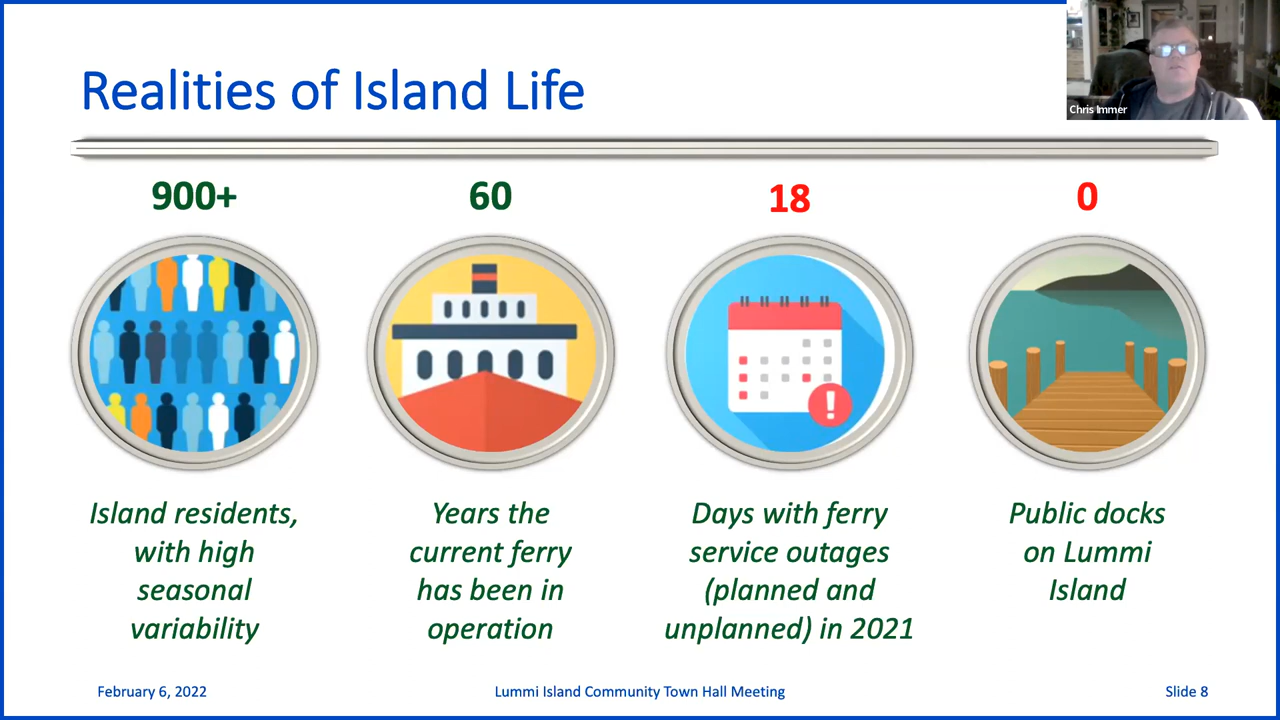 Realities of Island Life
Chris Immer
900+
60
18
0
Island residents,
with high
seasonal
variability
Years the
current ferry
has been in
operation
Days with ferry
service outages
(planned and
unplanned) in 2021
Public docks
on Lummi
Island
February 6, 2022
Lummi Island Community Town Hall Meeting
Slide 8